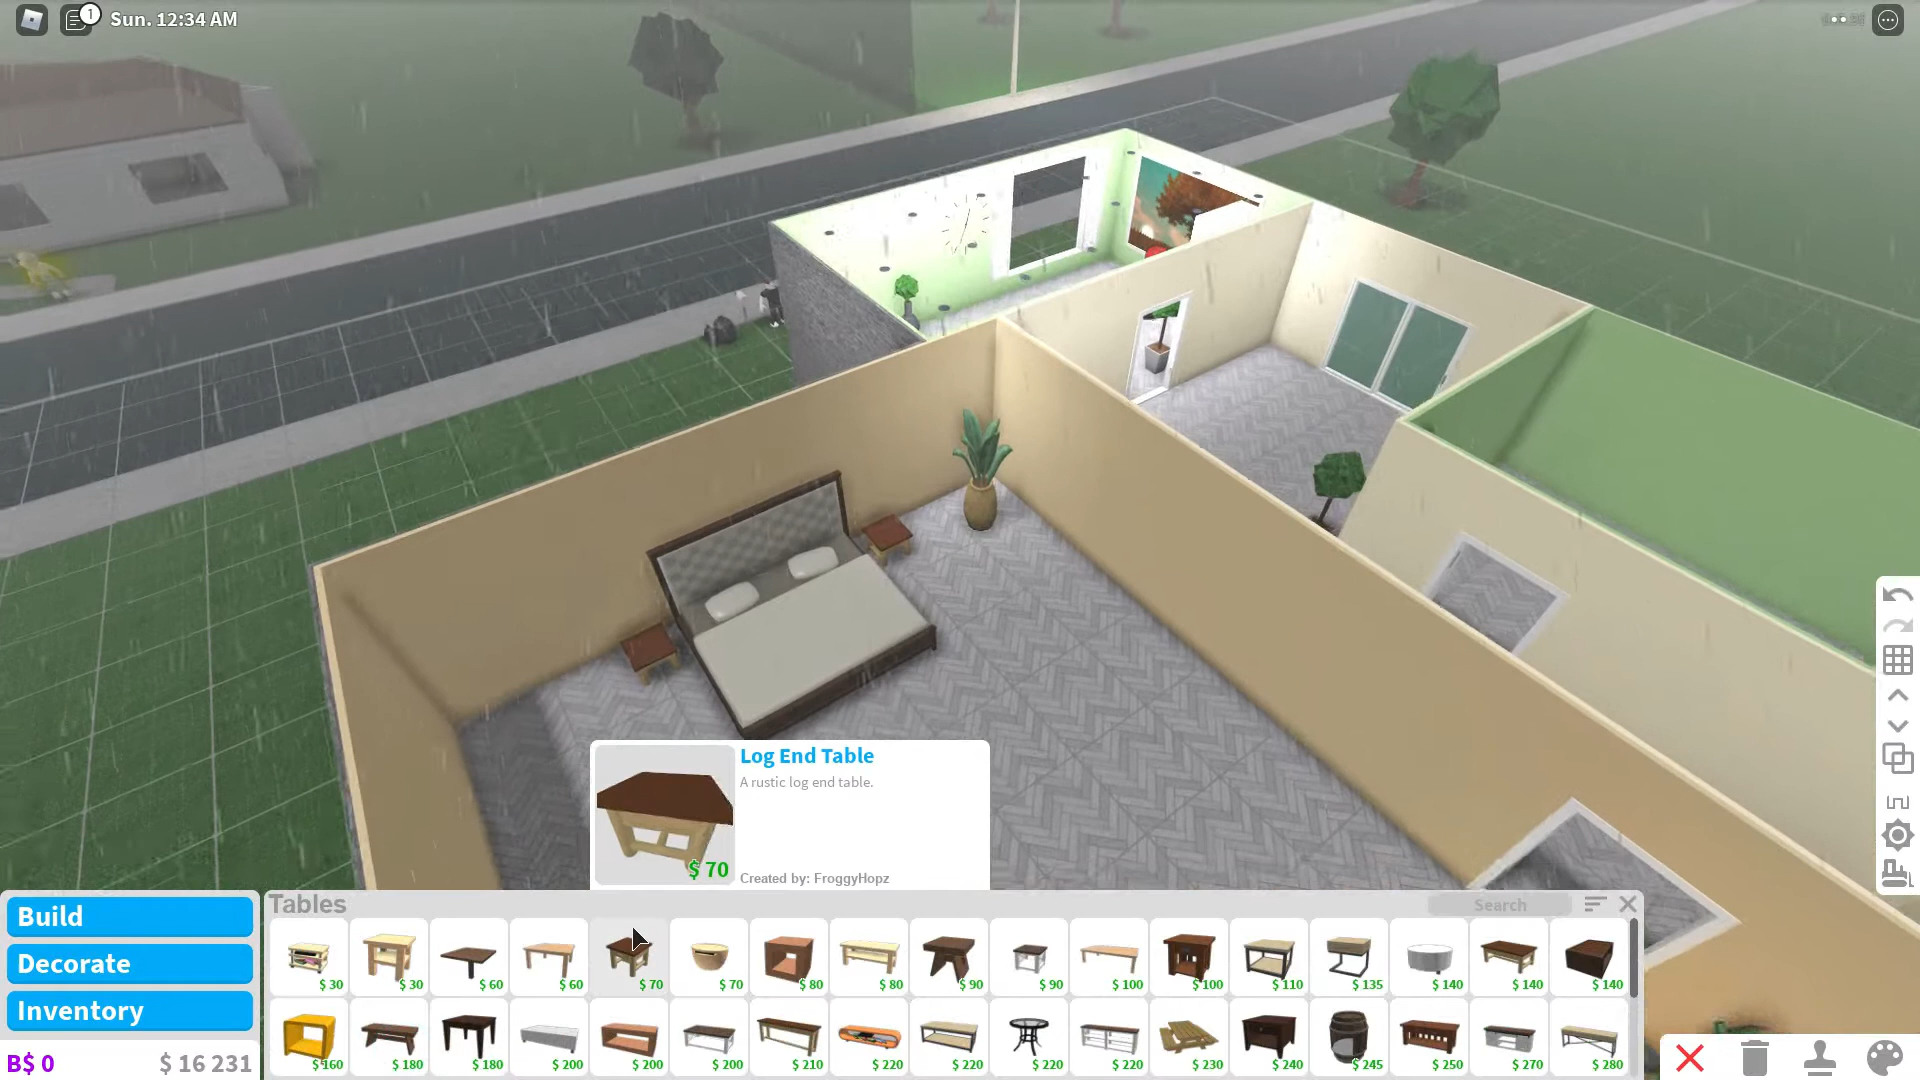 1
Sun. 12:34 AM
Log End Table
A rustic log end table.
$ 70
Created by: FroggyHopz
Build
Decorate
Inventory
B$ 0
$ 16 231
Tables
Search
$ 30 $ 30 $ 60 $ 60 $ 70 $ 70 $ 80 $ 80 $ 90 $ 90 $ 100 $ 100 $ 110 $ 135 $ 140 $ 140 $ 140
$ 160 $ 180 $ 180 $ 200 $ 200 $ 200 $ 210 $ 220 $ 220 $ 220 $ 220 $ 230 $ 240 $ 245 $ 250 $ 270 $ 280